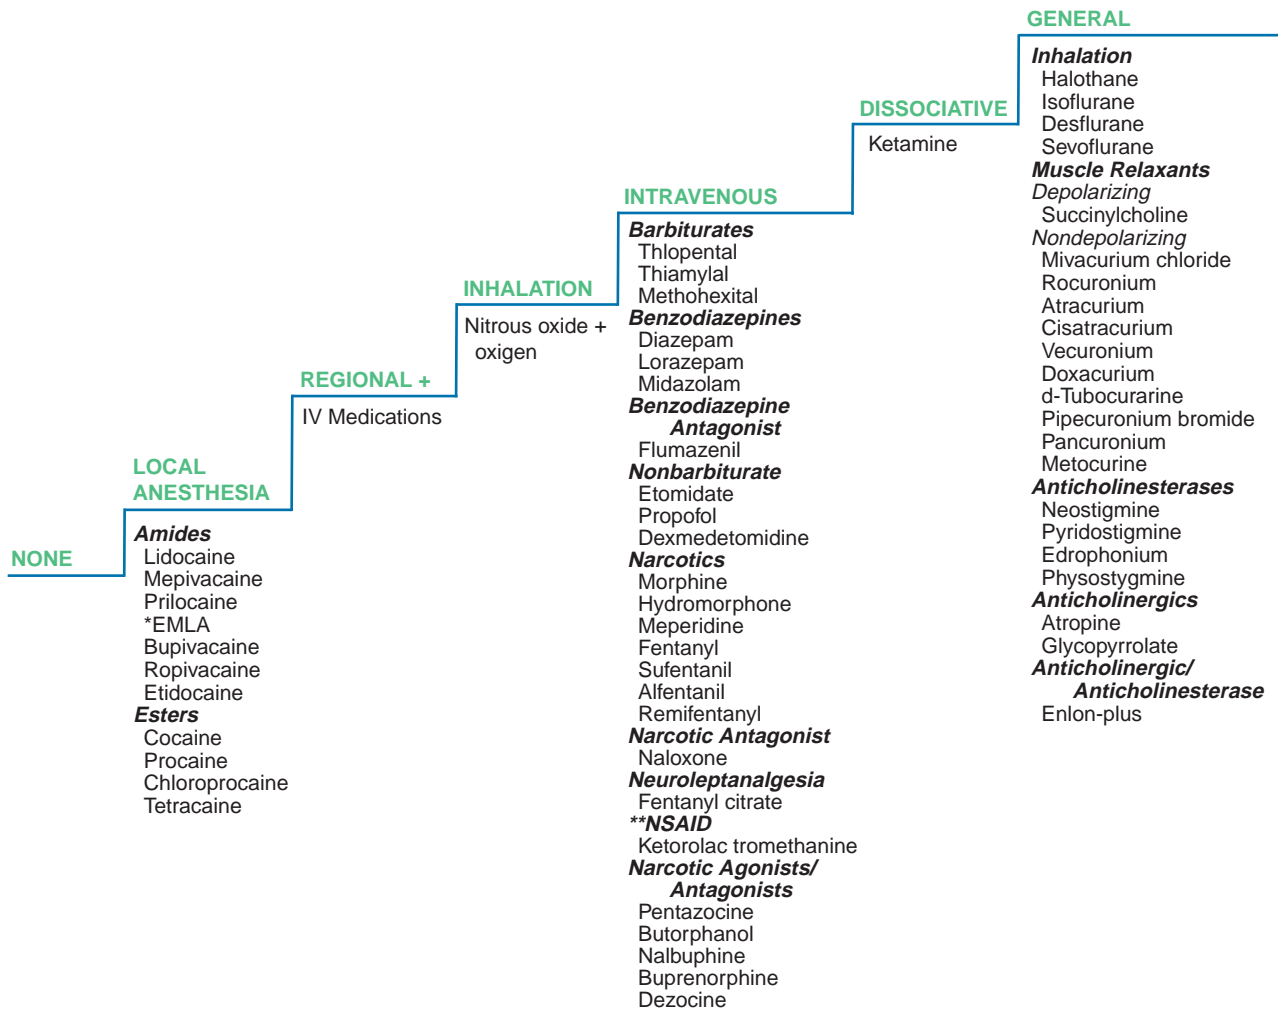 NONE
LOCAL
ANESTHESIA
Amides
Lidocaine
Mepivacaine
Prilocaine
*EMLA
Bupivacaine
Ropivacaine
Etidocaine
Esters
Cocaine
Procaine
Chloroprocaine
Tetracaine
REGIONAL +
IV Medications
INHALATION
Nitrous oxide +
oxigen
INTRAVENOUS
Barbiturates
Thlopental
Thiamylal
Methohexital
Benzodiazepines
Diazepam
Lorazepam
Midazolam
Benzodiazepine
Antagonist
Flumazenil
Nonbarbiturate
Etomidate
Propofol
Dexmedetomidine
Narcotics
Morphine
Hydromorphone
Meperidine
Fentanyl
Sufentanil
Alfentanil
Remifentanyl
Narcotic Antagonist
Naloxone
Neuroleptanalgesia
Fentanyl citrate
**NSAID
Ketorolac tromethanine
Narcotic Agonists/
Antagonists
Pentazocine
Butorphanol
Nalbuphine
Buprenorphine
Dezocine
DISSOCIATIVE
Ketamine
GENERAL
Inhalation
Halothane
Isoflurane
Desflurane
Sevoflurane
Muscle Relaxants
Depolarizing
Succinylcholine
Nondepolarizing
Mivacurium chloride
Rocuronium
Atracurium
Cisatracurium
Vecuronium
Doxacurium
d-Tubocurarine
Pipecuronium bromide
Pancuronium
Metocurine
Anticholinesterases
Neostigmine
Pyridostigmine
Edrophonium
Physostygmine
Anticholinergics
Atropine
Glycopyrrolate
Anticholinergic/
Anticholinesterase
Enlon-plus